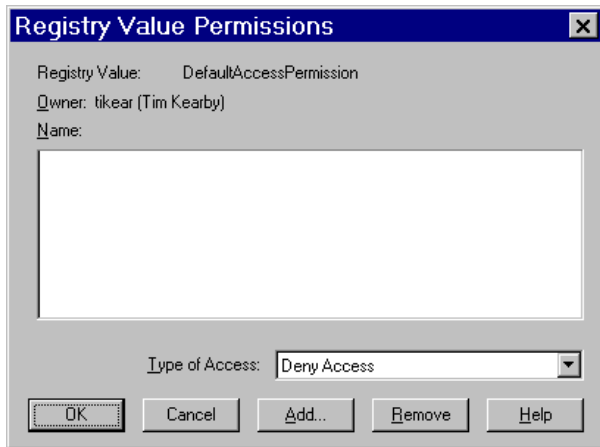 Registry Value Permissions
Registry Value: DefaultAccessPermission
Owner: tikear (Tim Kearby)
Name:
Type of Access: Deny Access
OK Cancel Add... Remove Help